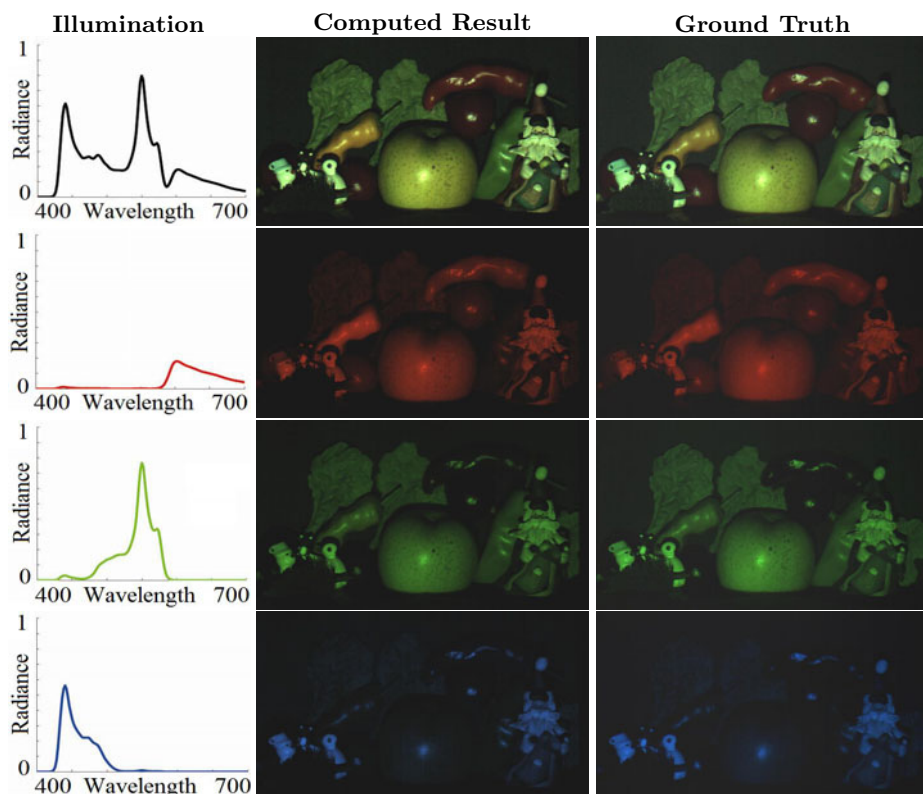 Illumination Computed Result Ground Truth
1
Radiance
0
400 Wavelength 700
1
Radiance
0
400 Wavelength 700
1
Radiance
0
400 Wavelength 700
1
Radiance
0
400 Wavelength 700